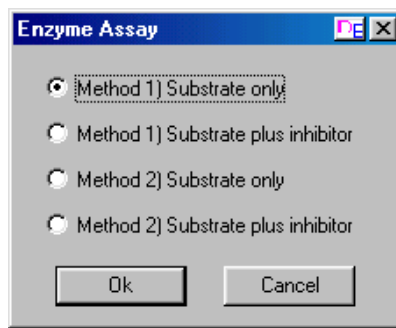 Enzyme Assay DE
Method 1) Substrate only
Method 1) Substrate plus inhibitor
Method 2) Substrate only
Method 2) Substrate plus inhibitor
Ok Cancel